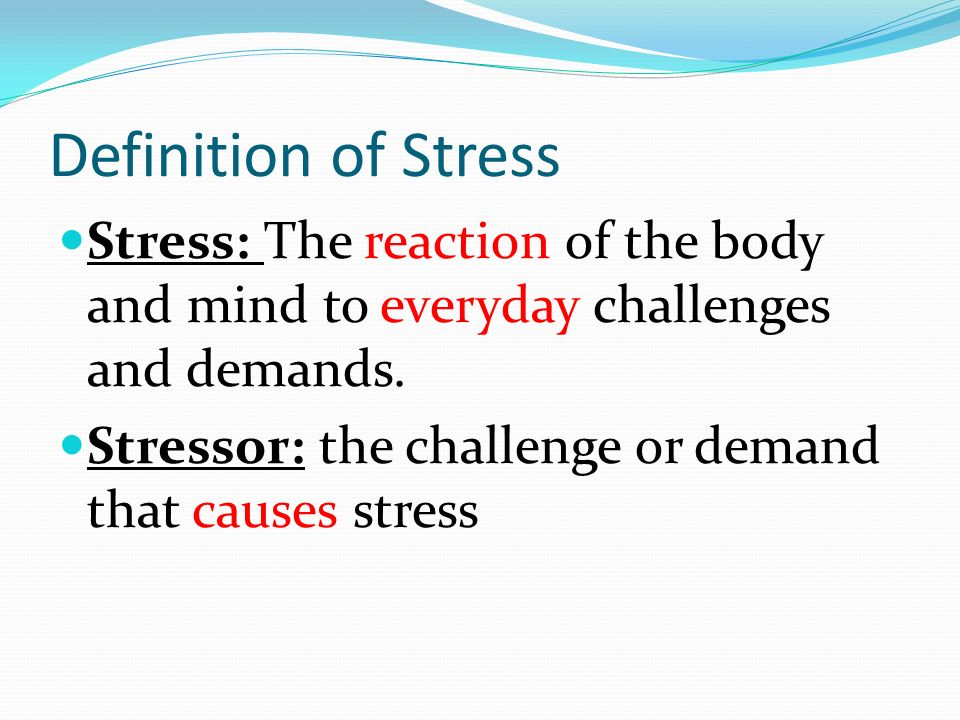 Definition of Stress
Stress: The reaction of the body
and mind to everyday challenges
and demands.
Stressor: the challenge or demand
that causes stress